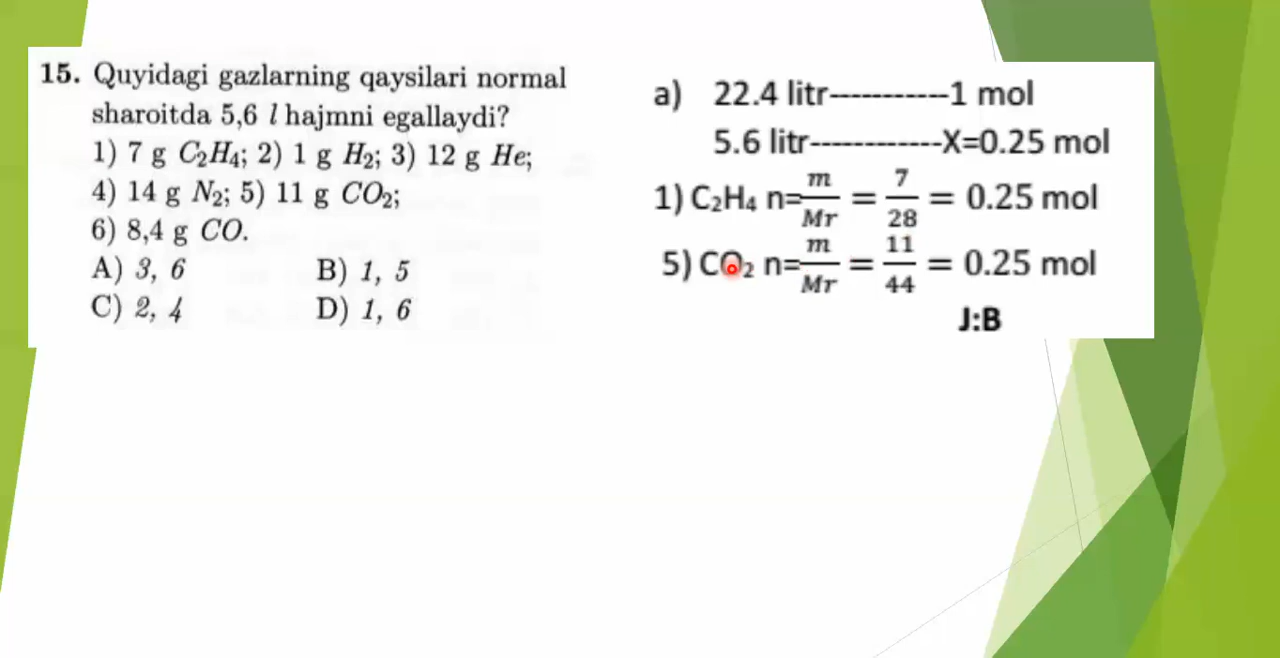 15. Quyidagi gazlarning qaysilari normal
sharoitda 5,6 l hajmni egallaydi?
1) 7 g C₂H₄; 2) 1 g H₂; 3) 12 g He;
4) 14 g N₂; 5) 11 g CO₂;
6) 8,4 g CO.
A) 3, 6 B) 1, 5
C) 2, 4 D) 1, 6
a) 22.4 litr-----------1 mol
5.6 litr------------X=0.25 mol
1) C₂H₄ n=m/Mr = 7/28 = 0.25 mol
5) CO₂ n=m/Mr = 11/44 = 0.25 mol
J:B